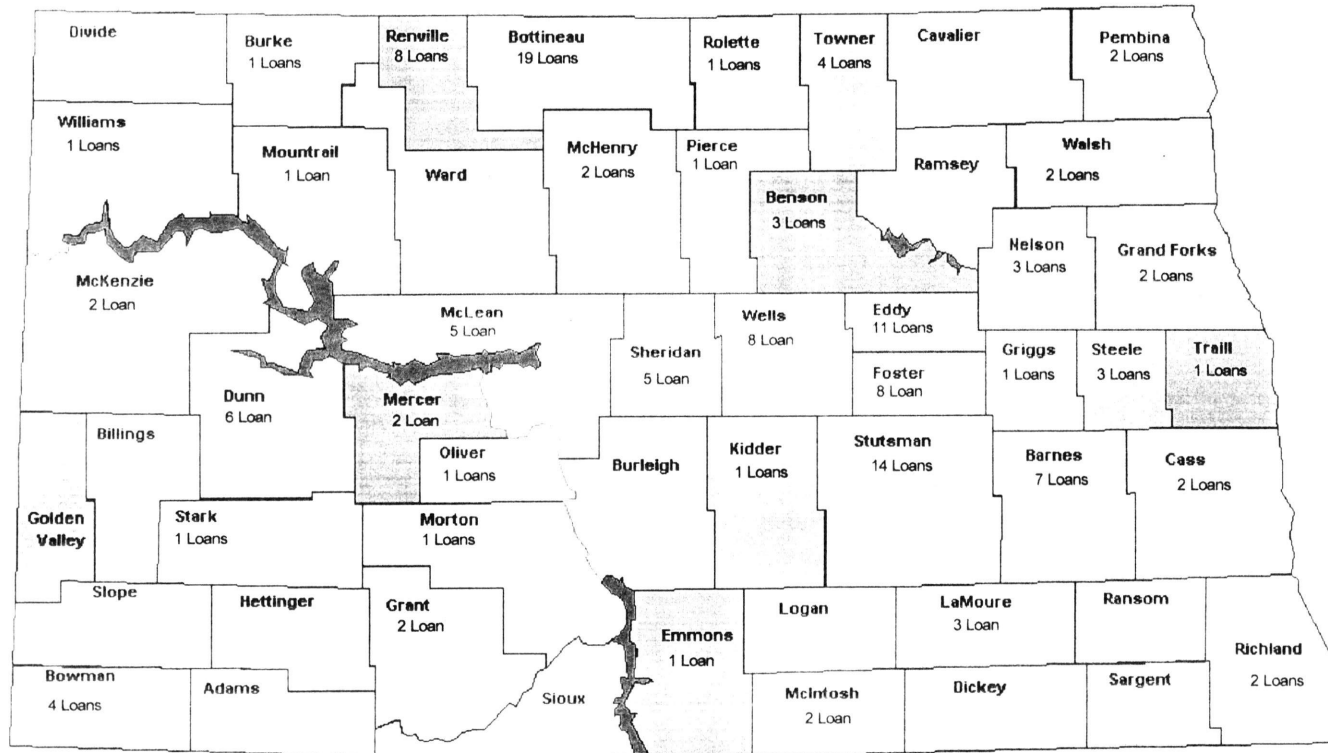 Divide
Burke
1 Loans
Renville
8 Loans
Bottineau
19 Loans
Rolette
1 Loans
Towner
4 Loans
Cavalier
Pembina
2 Loans
Williams
1 Loans
Mountrail
1 Loan
Ward
McHenry
2 Loans
Pierce
1 Loan
Benson
3 Loans
Ramsey
Walsh
2 Loans
Nelson
3 Loans
Grand Forks
2 Loans
McKenzie
2 Loan
McLean
5 Loan
Sheridan
5 Loan
Wells
8 Loan
Eddy
11 Loans
Foster
8 Loan
Griggs
1 Loans
Steele
3 Loans
Traill
1 Loans
Dunn
6 Loan
Mercer
2 Loan
Oliver
1 Loans
Billings
Golden
Valley
Stark
1 Loans
Morton
1 Loans
Burleigh
Kidder
1 Loans
Stutsman
14 Loans
Barnes
7 Loans
Cass
2 Loans
Slope
Hettinger
Grant
2 Loan
Emmons
1 Loan
Logan
LaMoure
3 Loan
Ransom
Richland
2 Loans
Bowman
4 Loans
Adams
Sioux
McIntosh
2 Loan
Dickey
Sargent